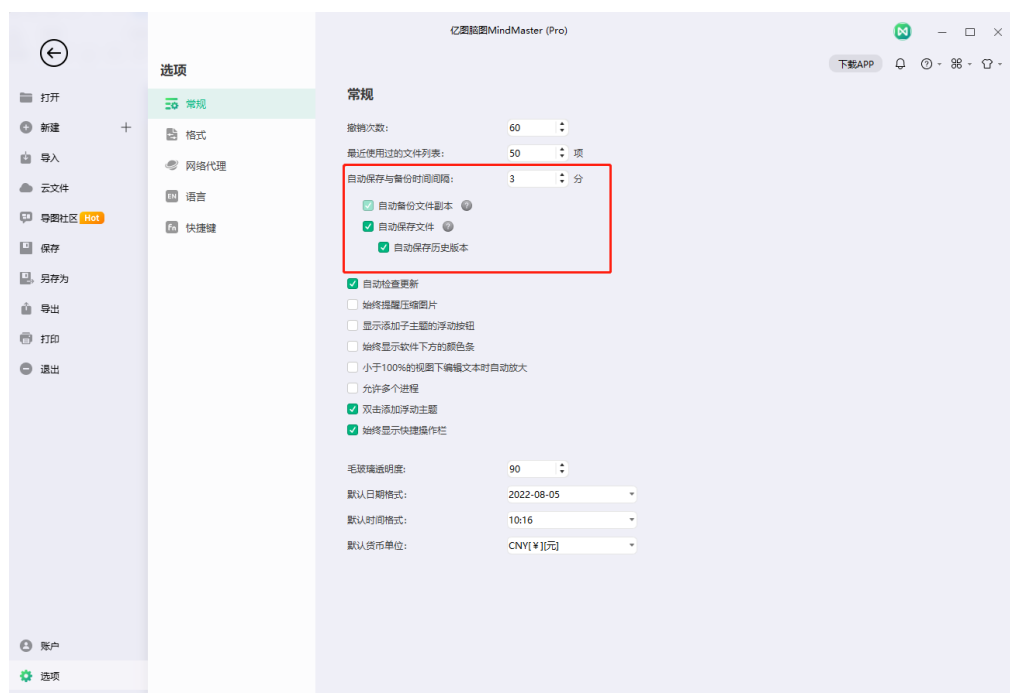 亿图脑图MindMaster (Pro)
下载APP
打开
新建
导入
云文件
导图社区 Hot
保存
另存为
导出
打印
退出
账户
选项
选项
常规
格式
网络代理
EN 语言
Fn 快捷键
常规
撤销次数: 60
最近使用过的文件列表: 50 项
自动保存与备份时间间隔: 3 分
自动备份文件副本 ?
自动保存文件 ?
自动保存历史版本
自动检查更新
始终提醒压缩图片
显示添加子主题的浮动按钮
始终显示软件下方的颜色条
小于100%的视图下编辑文本时自动放大
允许多个进程
双击添加浮动主题
始终显示快捷操作栏
毛玻璃透明度: 90
默认日期格式: 2022-08-05
默认时间格式: 10:16
默认货币单位: CNY[¥][元]